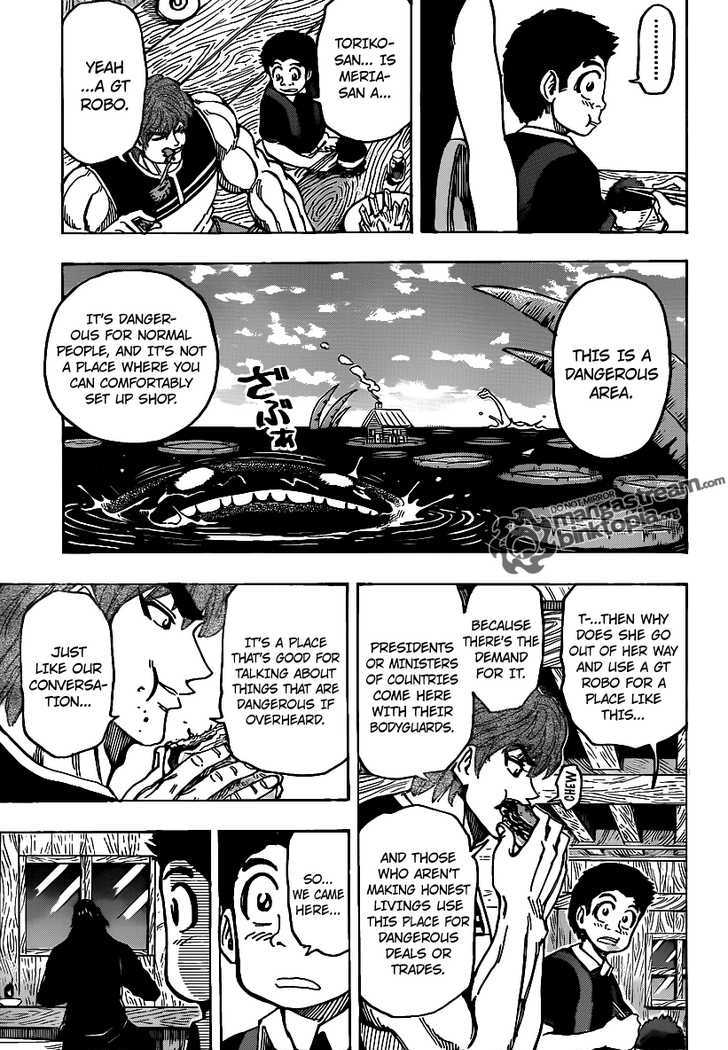 .........
TORIKO-
SAN... IS
MERIA-
SAN A...
YEAH
...A GT
ROBO.
THIS IS A
DANGEROUS
AREA.
IT'S DANGER-
OUS FOR NORMAL
PEOPLE, AND IT'S NOT
A PLACE WHERE YOU
CAN COMFORTABLY
SET UP SHOP.
ざぶぁ
DO NOT MIRROR
mangastream.com
binktopia.org
T-...THEN WHY
DOES SHE GO
OUT OF HER WAY
AND USE A GT
ROBO FOR A
PLACE LIKE
THIS...
BECAUSE
THERE'S THE
DEMAND
FOR IT.
PRESIDENTS
OR MINISTERS
OF COUNTRIES
COME HERE
WITH THEIR
BODYGUARDS.
CHEW
AND THOSE
WHO AREN'T
MAKING HONEST
LIVINGS USE
THIS PLACE FOR
DANGEROUS
DEALS OR
TRADES.
IT'S A PLACE
THAT'S GOOD FOR
TALKING ABOUT
THINGS THAT ARE
DANGEROUS IF
OVERHEARD.
JUST
LIKE OUR
CONVERSA-
TION...
SO...
WE CAME
HERE...